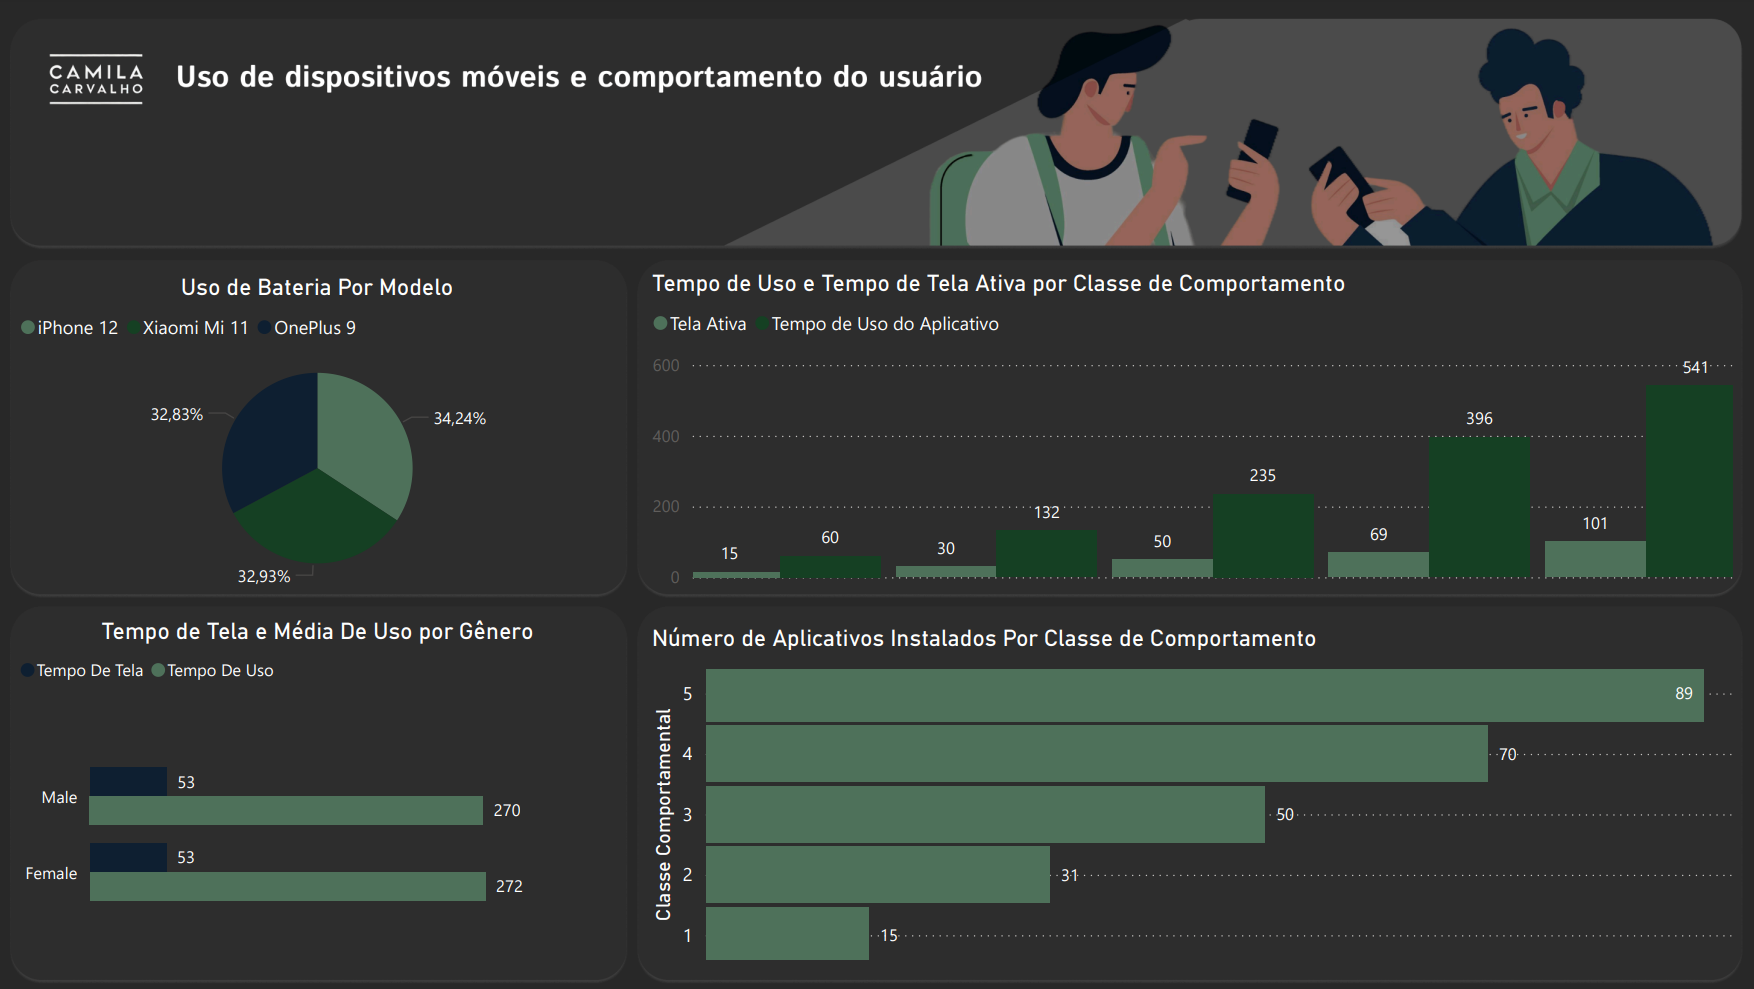 CAMILA
CARVALHO
Uso de dispositivos móveis e comportamento do usuário
Uso de Bateria Por Modelo
iPhone 12 Xiaomi Mi 11 OnePlus 9
32,83%
34,24%
32,93%
Tempo de Uso e Tempo de Tela Ativa por Classe de Comportamento
Tela Ativa Tempo de Uso do Aplicativo
600
400
200
0
15 60 30 132 50 235 69 396 101 541
Tempo de Tela e Média De Uso por Gênero
Tempo De Tela Tempo De Uso
Male 53
270
Female 53
272
Número de Aplicativos Instalados Por Classe de Comportamento
Classe Comportamental
5 89
4 70
3 50
2 31
1 15